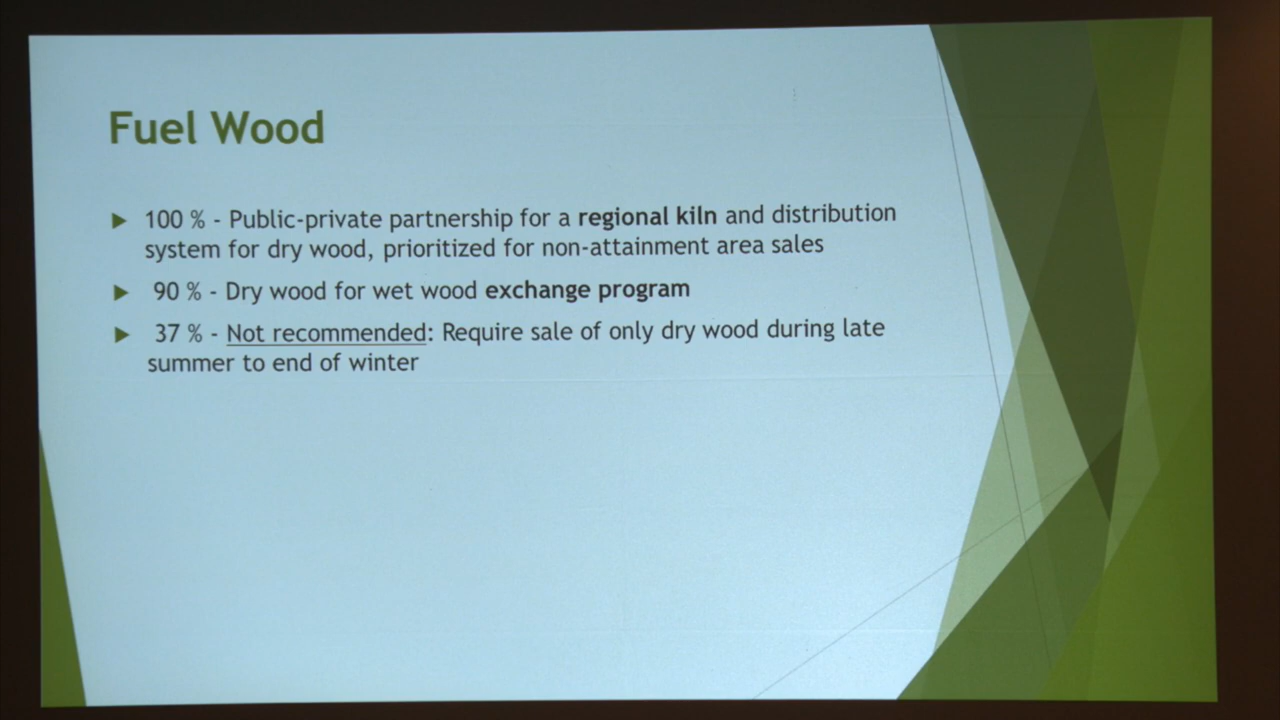 Fuel Wood
100 % - Public-private partnership for a regional kiln and distribution
system for dry wood, prioritized for non-attainment area sales
90 % - Dry wood for wet wood exchange program
37 % - Not recommended: Require sale of only dry wood during late
summer to end of winter